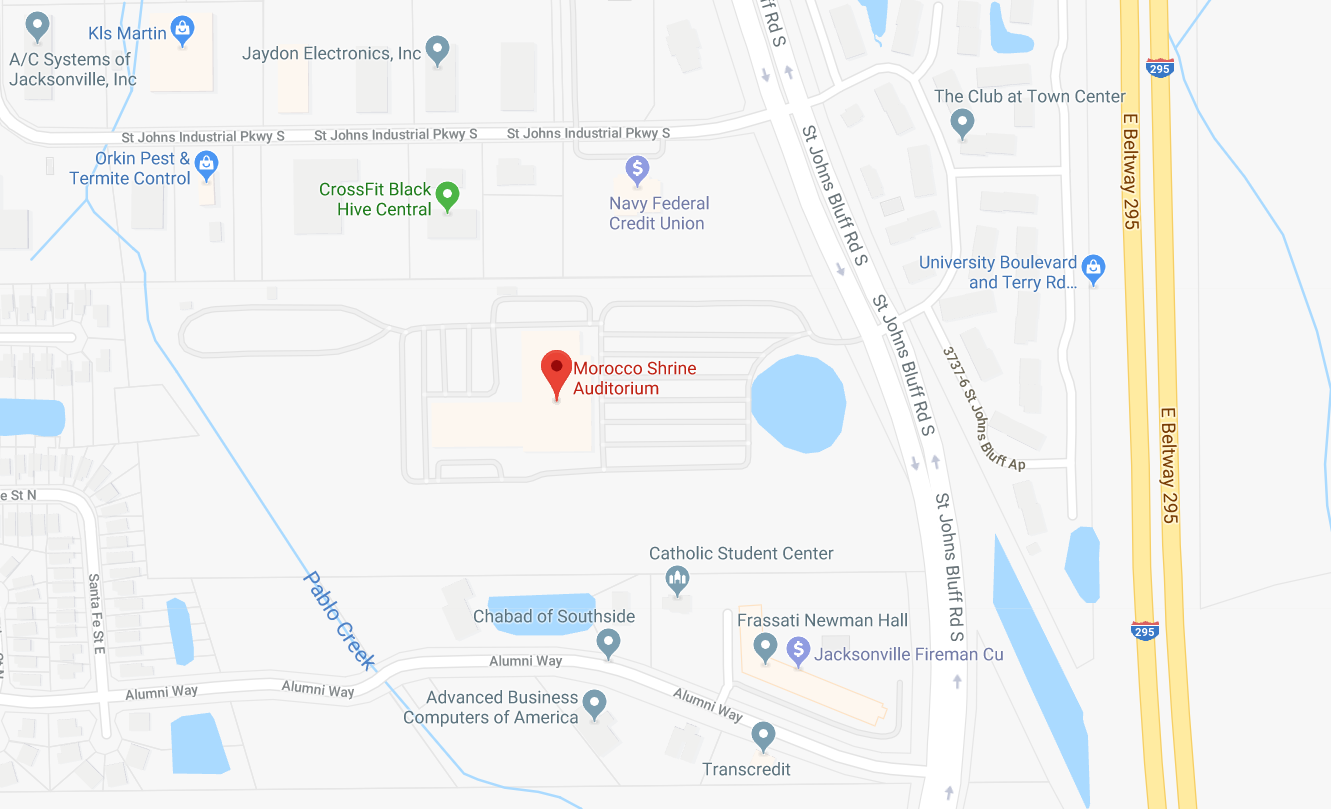 ff Rd S
Kls Martin
A/C Systems of
Jacksonville, Inc
Jaydon Electronics, Inc
295
The Club at Town Center
St Johns Industrial Pkwy S
St Johns Industrial Pkwy S
St Johns Industrial Pkwy S
E Beltway 295
Orkin Pest &
Termite Control
CrossFit Black
Hive Central
$
Navy Federal
Credit Union
St Johns Bluff Rd S
University Boulevard
and Terry Rd...
St Johns Bluff Rd S
Morocco Shrine
Auditorium
3737-6 St Johns Bluff Ap
E Beltway 295
e St N
St Johns Bluff Rd S
Catholic Student Center
Santa Fe St E
Pablo Creek
Chabad of Southside
Frassati Newman Hall
295
$
Jacksonville Fireman Cu
St N
Alumni Way
Alumni Way
Alumni Way
Alumni Way
Advanced Business
Computers of America
Transcredit